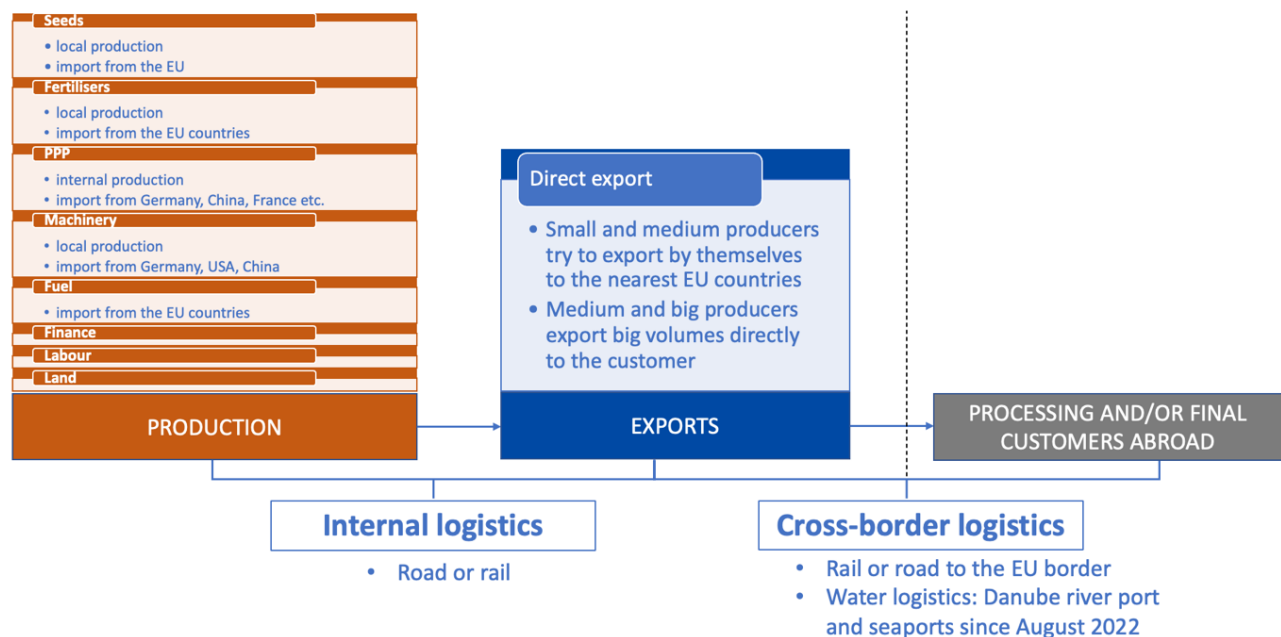 Seeds
• local production
• import from the EU
Fertilisers
• local production
• import from the EU countries
PPP
• internal production
• import from Germany, China, France etc.
Machinery
• local production
• import from Germany, USA, China
Fuel
• import from the EU countries
Finance
Labour
Land
PRODUCTION
Direct export
• Small and medium producers
try to export by themselves
to the nearest EU countries
• Medium and big producers
export big volumes directly
to the customer
EXPORTS
PROCESSING AND/OR FINAL
CUSTOMERS ABROAD
Internal logistics
• Road or rail
Cross-border logistics
• Rail or road to the EU border
• Water logistics: Danube river port
and seaports since August 2022